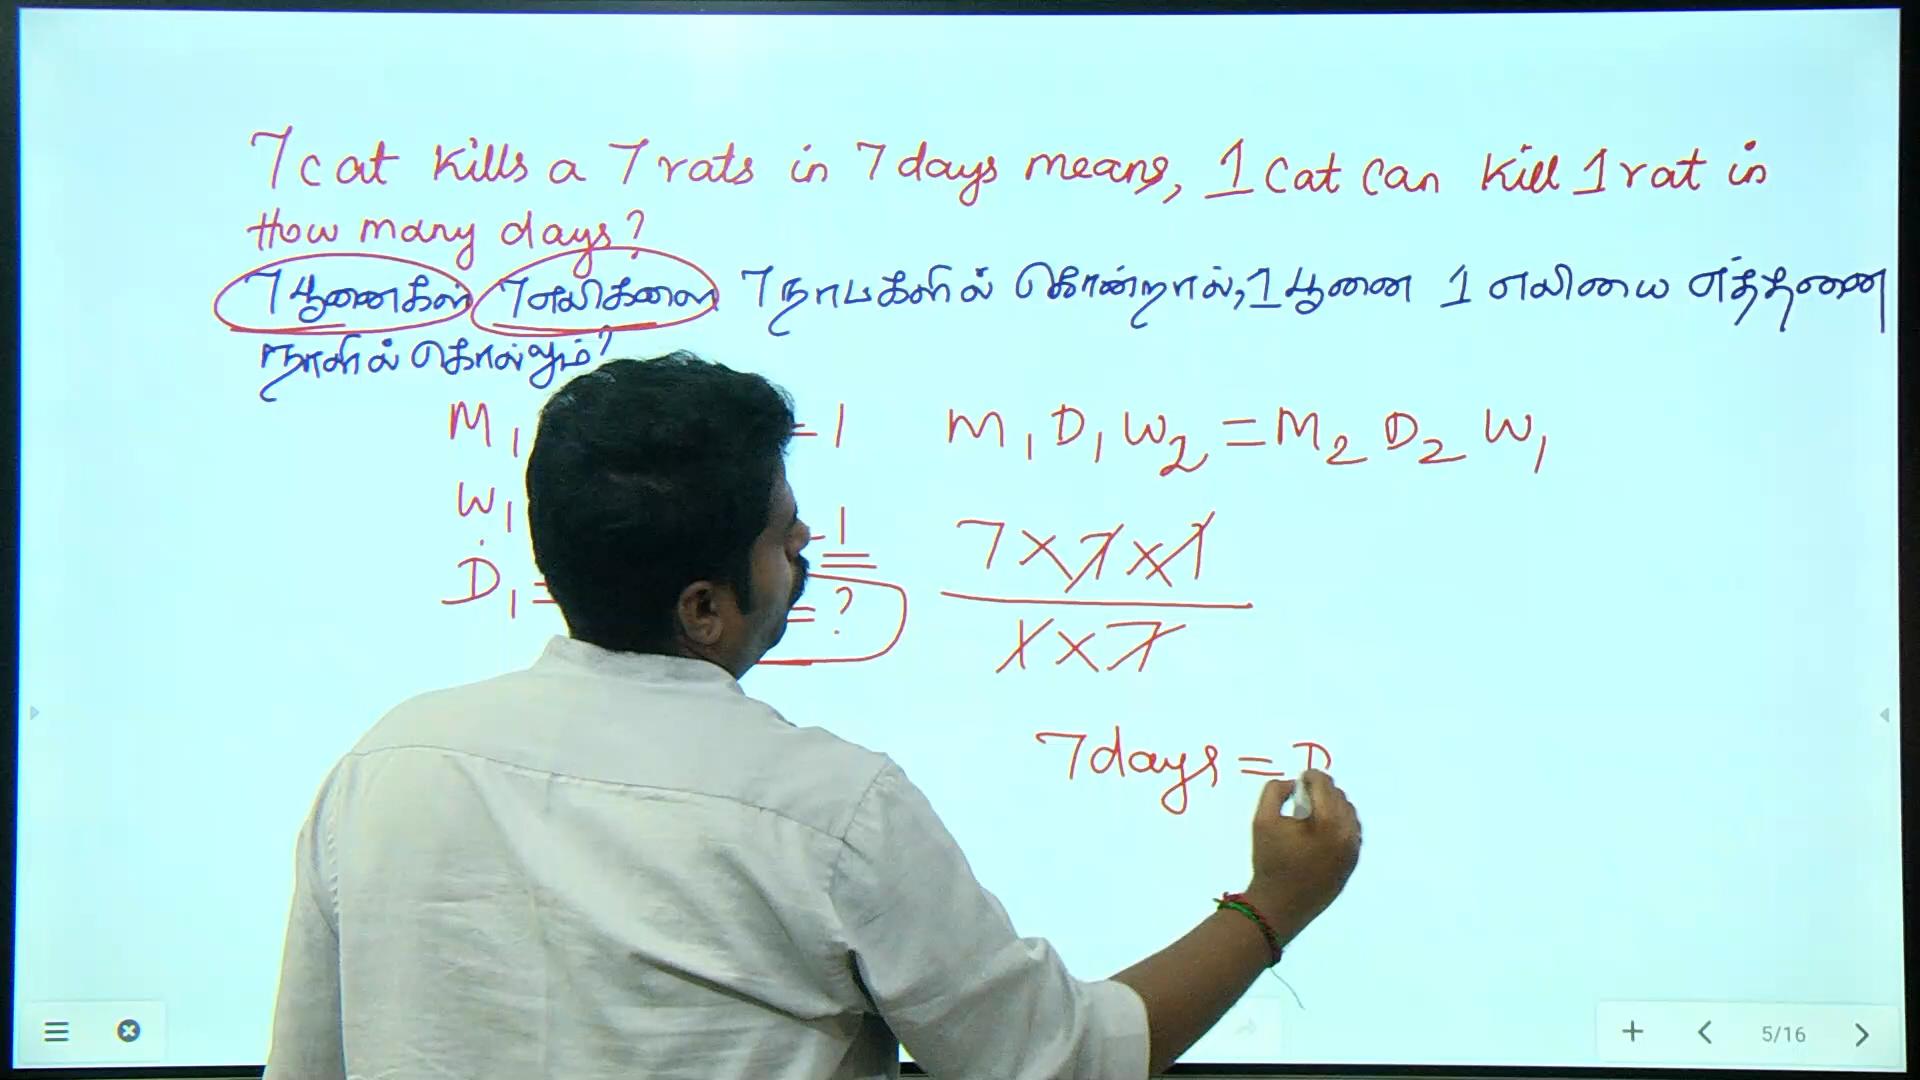 7 cat kills a 7 rats in 7 days means, 1 cat can kill 1 rat in
How many days?
7 பூனைகள் 7 எலிகளை 7 நாட்களில் கொன்றால், 1 பூனை 1 எலியை எத்தனை
நாளில் கொல்லும்?
M1 = 1
W1 - 1
D1 = = ?
M1 D1 W2 = M2 D2 W1
7 × 7 × 1
1 × 7
7 days = D
5/16